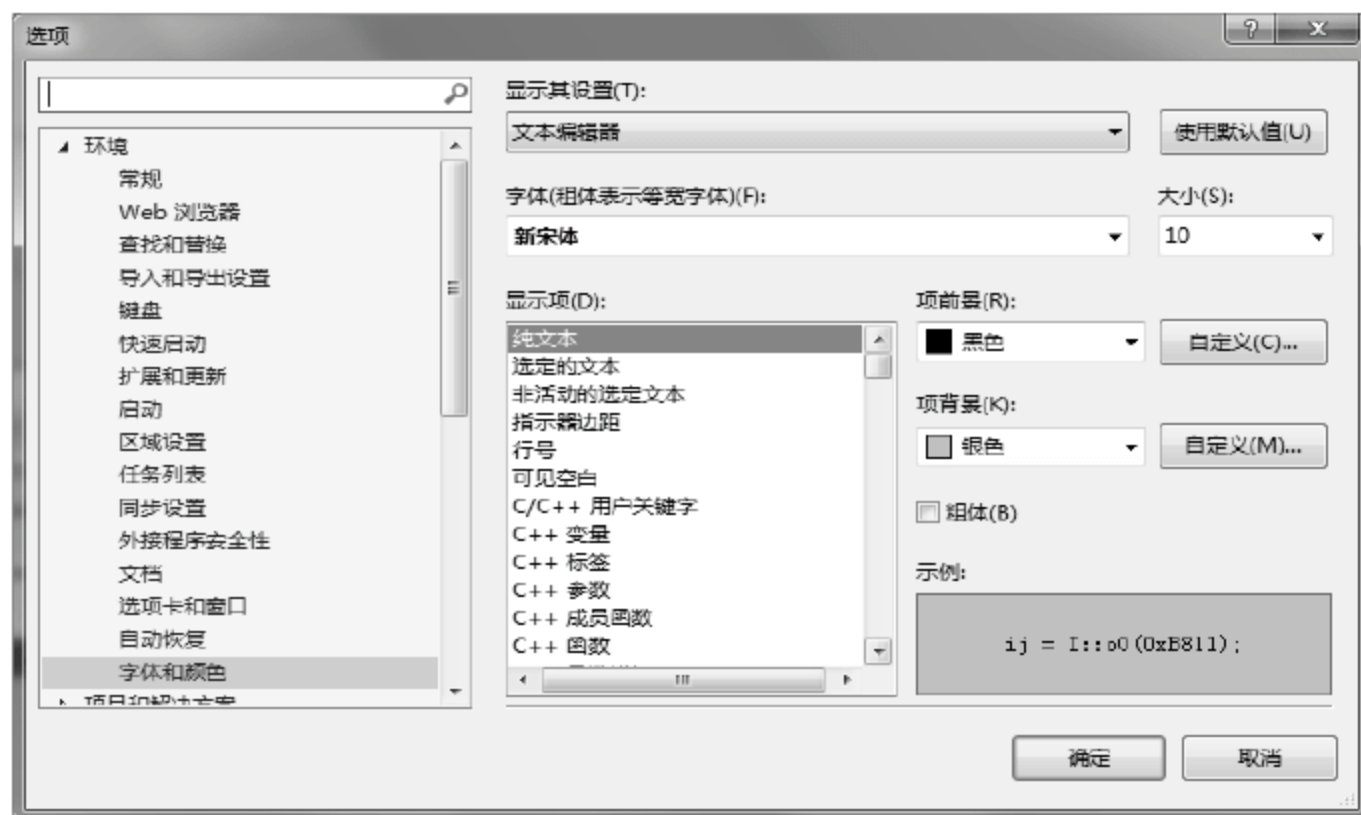 选项
显示其设置(T):
文本编辑器
使用默认值(U)
环境
常规
Web 浏览器
查找和替换
导入和导出设置
键盘
快速启动
扩展和更新
启动
区域设置
任务列表
同步设置
外接程序安全性
文档
选项卡和窗口
自动恢复
字体和颜色
项目和解决方案
字体(粗体表示等宽字体)(F):
大小(S):
新宋体
10
显示项(D):
纯文本
选定的文本
非活动的选定文本
指示器边距
行号
可见空白
C/C++ 用户关键字
C++ 变量
C++ 标签
C++ 参数
C++ 成员函数
C++ 函数
项前景(R):
黑色
自定义(C)...
项背景(K):
银色
自定义(M)...
粗体(B)
示例:
ij = I::oO(0xB81l);
确定
取消